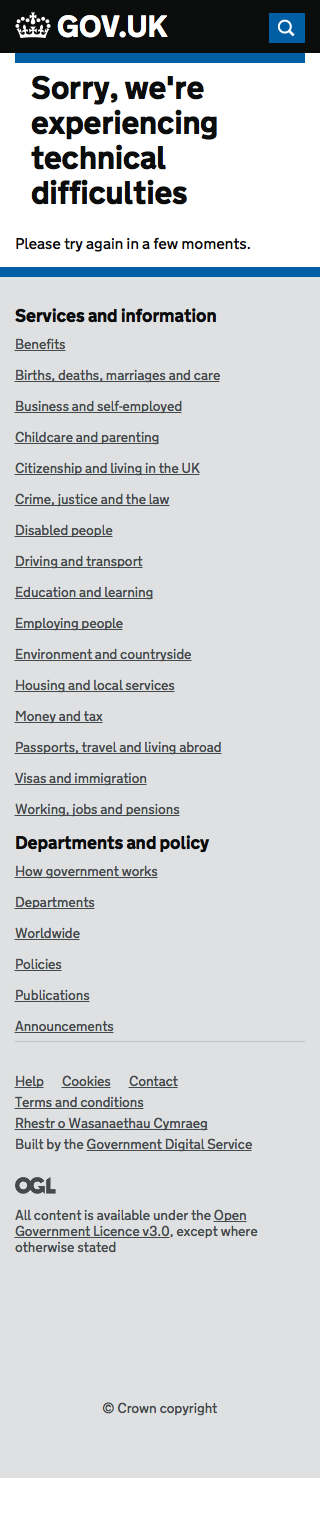 GOV.UK
Sorry, we're
experiencing
technical
difficulties
Please try again in a few moments.
Services and information
Benefits
Births, deaths, marriages and care
Business and self-employed
Childcare and parenting
Citizenship and living in the UK
Crime, justice and the law
Disabled people
Driving and transport
Education and learning
Employing people
Environment and countryside
Housing and local services
Money and tax
Passports, travel and living abroad
Visas and immigration
Working, jobs and pensions
Departments and policy
How government works
Departments
Worldwide
Policies
Publications
Announcements
Help Cookies Contact
Terms and conditions
Rhestr o Wasanaethau Cymraeg
Built by the Government Digital Service
OGL
All content is available under the Open
Government Licence v3.0, except where
otherwise stated
© Crown copyright